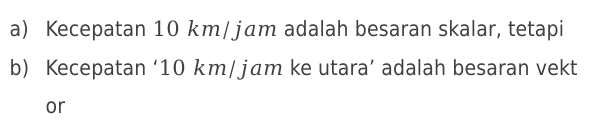 a) Kecepatan 10 km/jam adalah besaran skalar, tetapi
b) Kecepatan ‘10 km/jam ke utara’ adalah besaran vekt
or